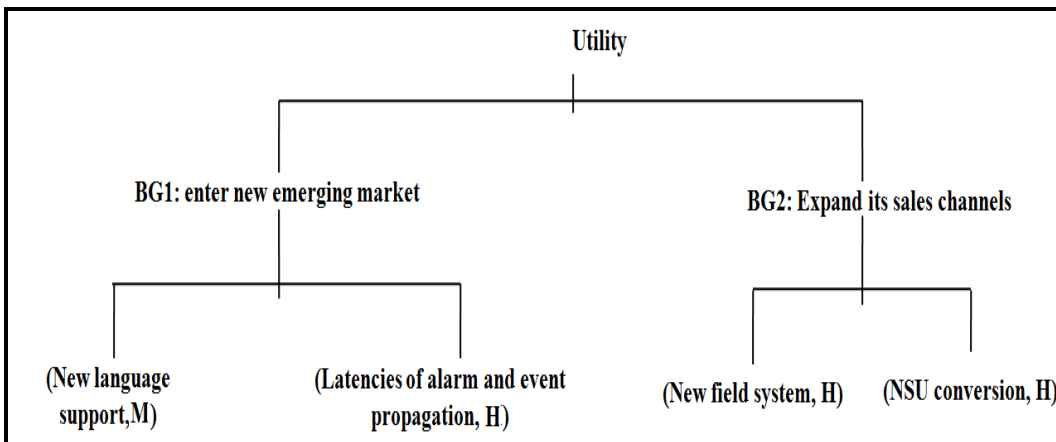 Utility
BG1: enter new emerging market
BG2: Expand its sales channels
(New language
support,M)
(Latencies of alarm and event
propagation, H)
(New field system, H)
(NSU conversion, H)